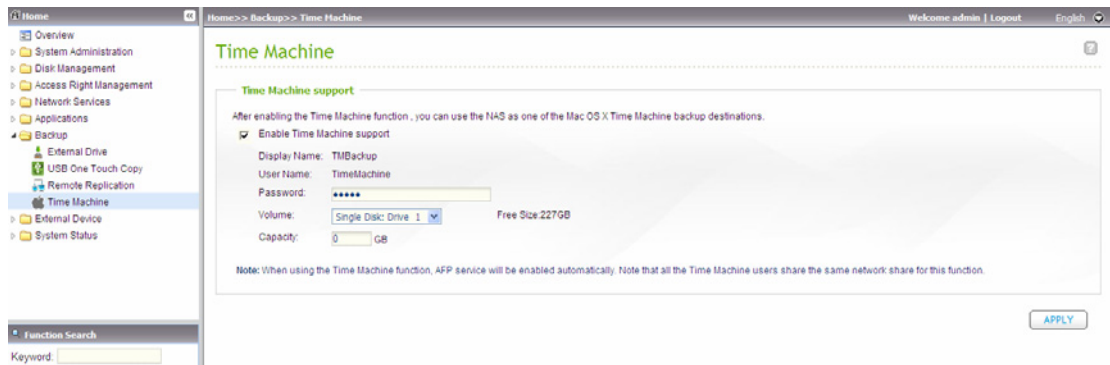 Home
Overview
System Administration
Disk Management
Access Right Management
Network Services
Applications
Backup
External Drive
USB One Touch Copy
Remote Replication
Time Machine
External Device
System Status
Function Search
Keyword:
Home>> Backup>> Time Machine
Welcome admin | Logout English
Time Machine
Time Machine support
After enabling the Time Machine function , you can use the NAS as one of the Mac OS X Time Machine backup destinations.
Enable Time Machine support
Display Name: TMBackup
User Name: TimeMachine
Password: •••••
Volume: Single Disk: Drive 1 Free Size:227GB
Capacity: 0 GB
Note: When using the Time Machine function, AFP service will be enabled automatically. Note that all the Time Machine users share the same network share for this function.
APPLY